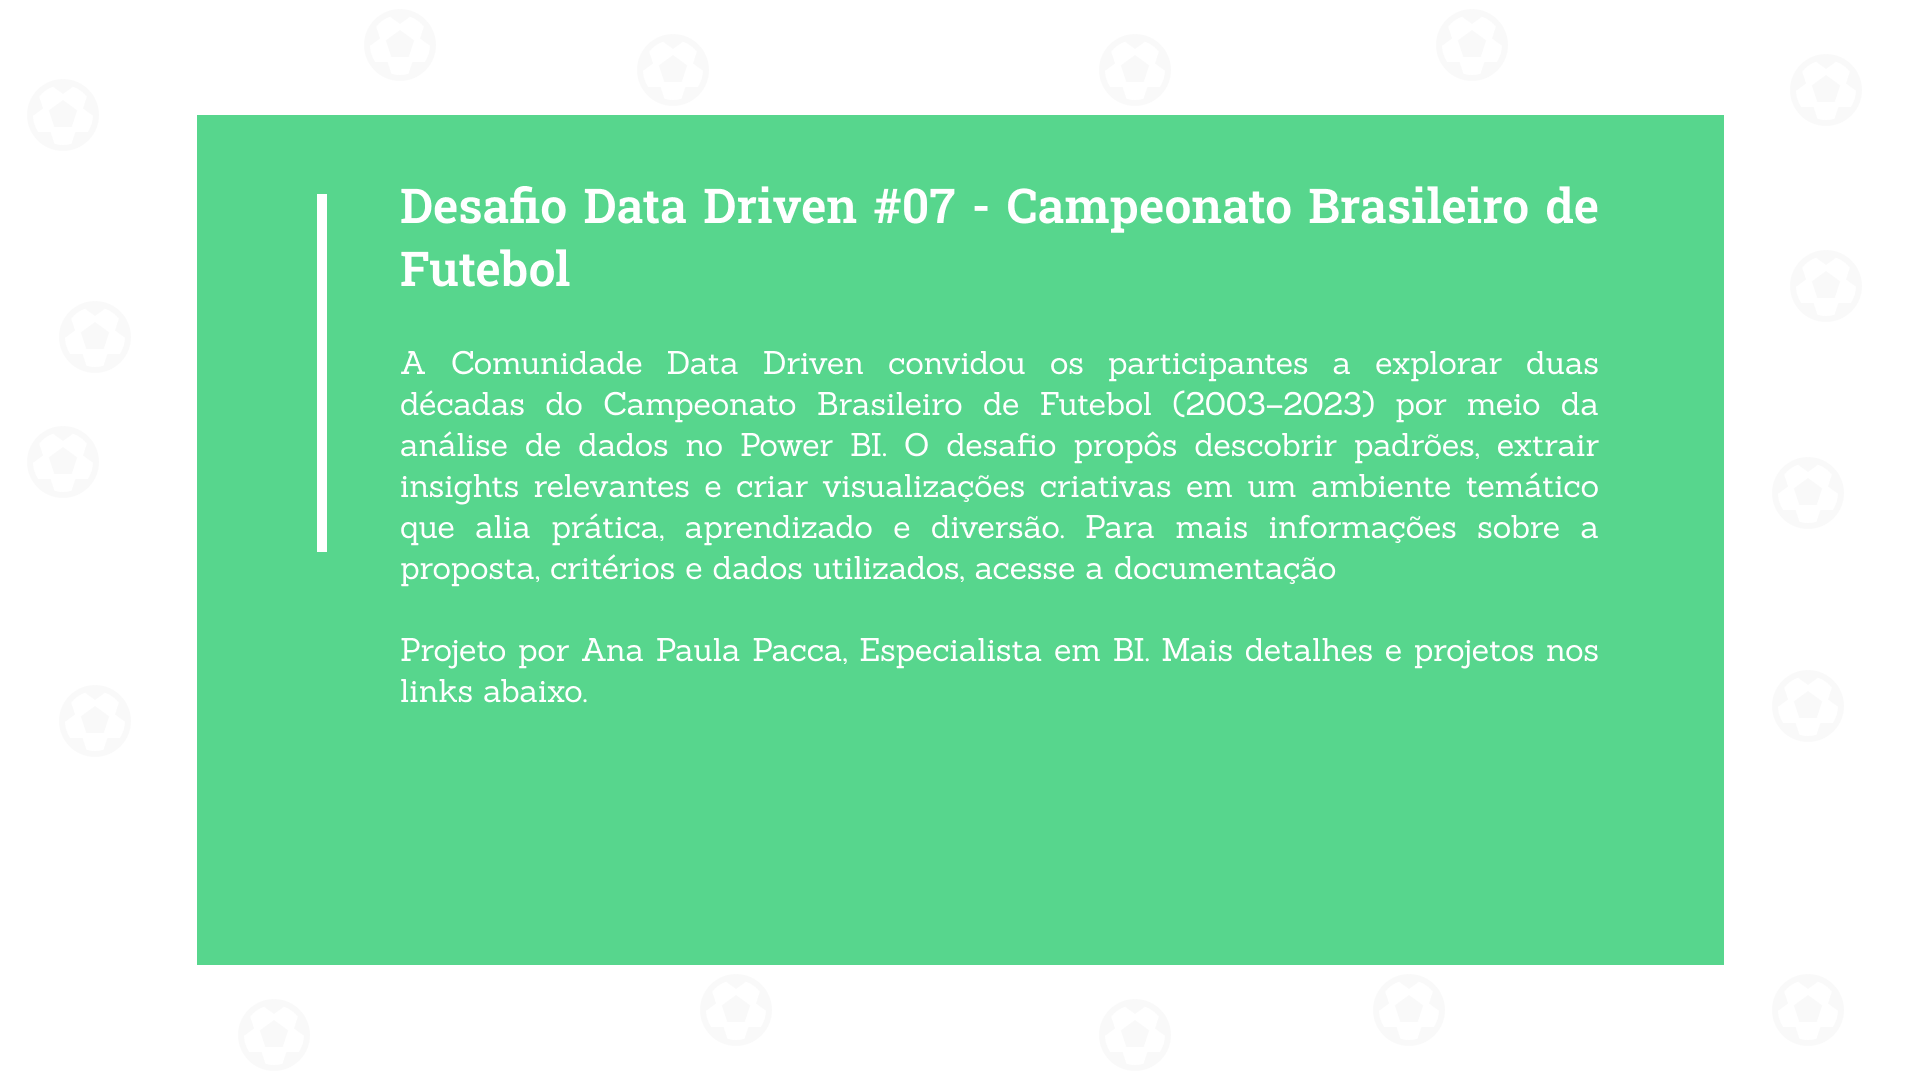 Desafio Data Driven #07 - Campeonato Brasileiro de
Futebol
A Comunidade Data Driven convidou os participantes a explorar duas
décadas do Campeonato Brasileiro de Futebol (2003–2023) por meio da
análise de dados no Power BI. O desafio propôs descobrir padrões, extrair
insights relevantes e criar visualizações criativas em um ambiente temático
que alia prática, aprendizado e diversão. Para mais informações sobre a
proposta, critérios e dados utilizados, acesse a documentação
Projeto por Ana Paula Pacca, Especialista em BI. Mais detalhes e projetos nos
links abaixo.